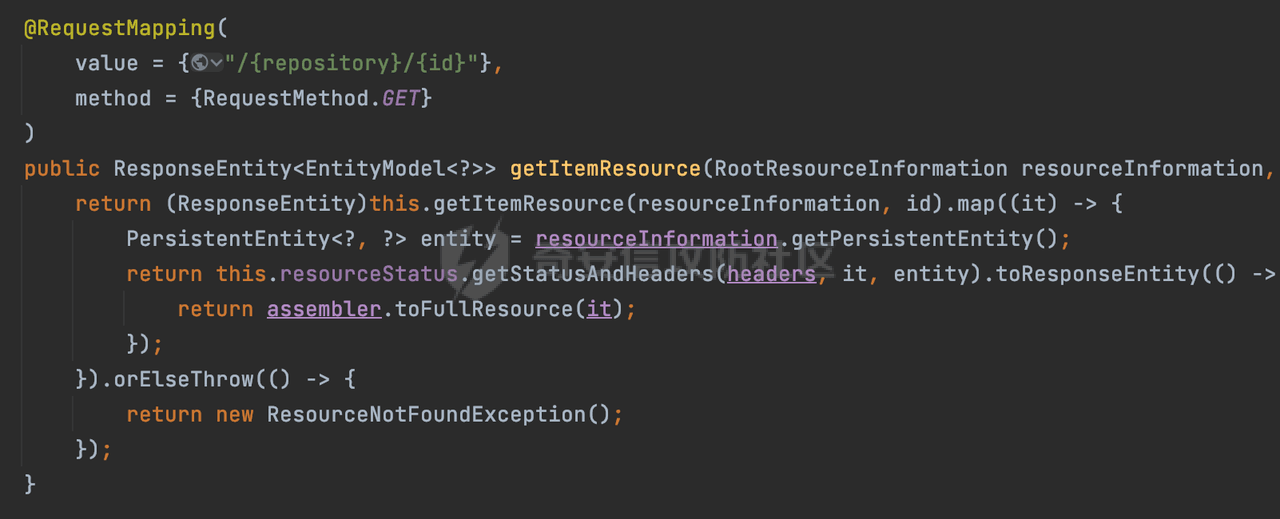 @RequestMapping(
value = {"/{repository}/{id}"},
method = {RequestMethod.GET}
)
public ResponseEntity<EntityModel<?>> getItemResource(RootResourceInformation resourceInformation,
return (ResponseEntity)this.getItemResource(resourceInformation, id).map((it) -> {
PersistentEntity<?, ?> entity = resourceInformation.getPersistentEntity();
奇安信攻防社区
return this.resourceStatus.getStatusAndHeaders(headers, it, entity).toResponseEntity(() ->
return assembler.toFullResource(it);
});
}).orElseThrow(() -> {
return new ResourceNotFoundException();
});
}